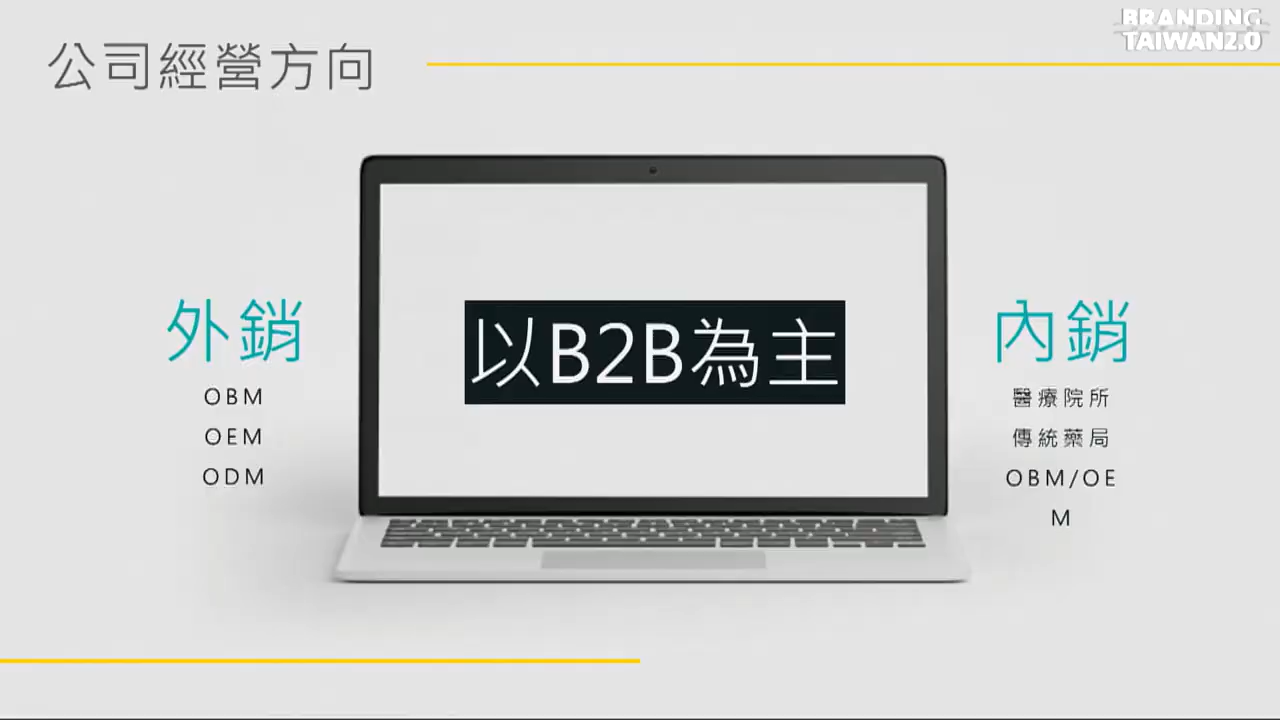 BRANDING
TAIWAN2.0
公司經營方向
外銷
OBM
OEM
ODM
以B2B為主
內銷
醫療院所
傳統藥局
OBM/OE
M